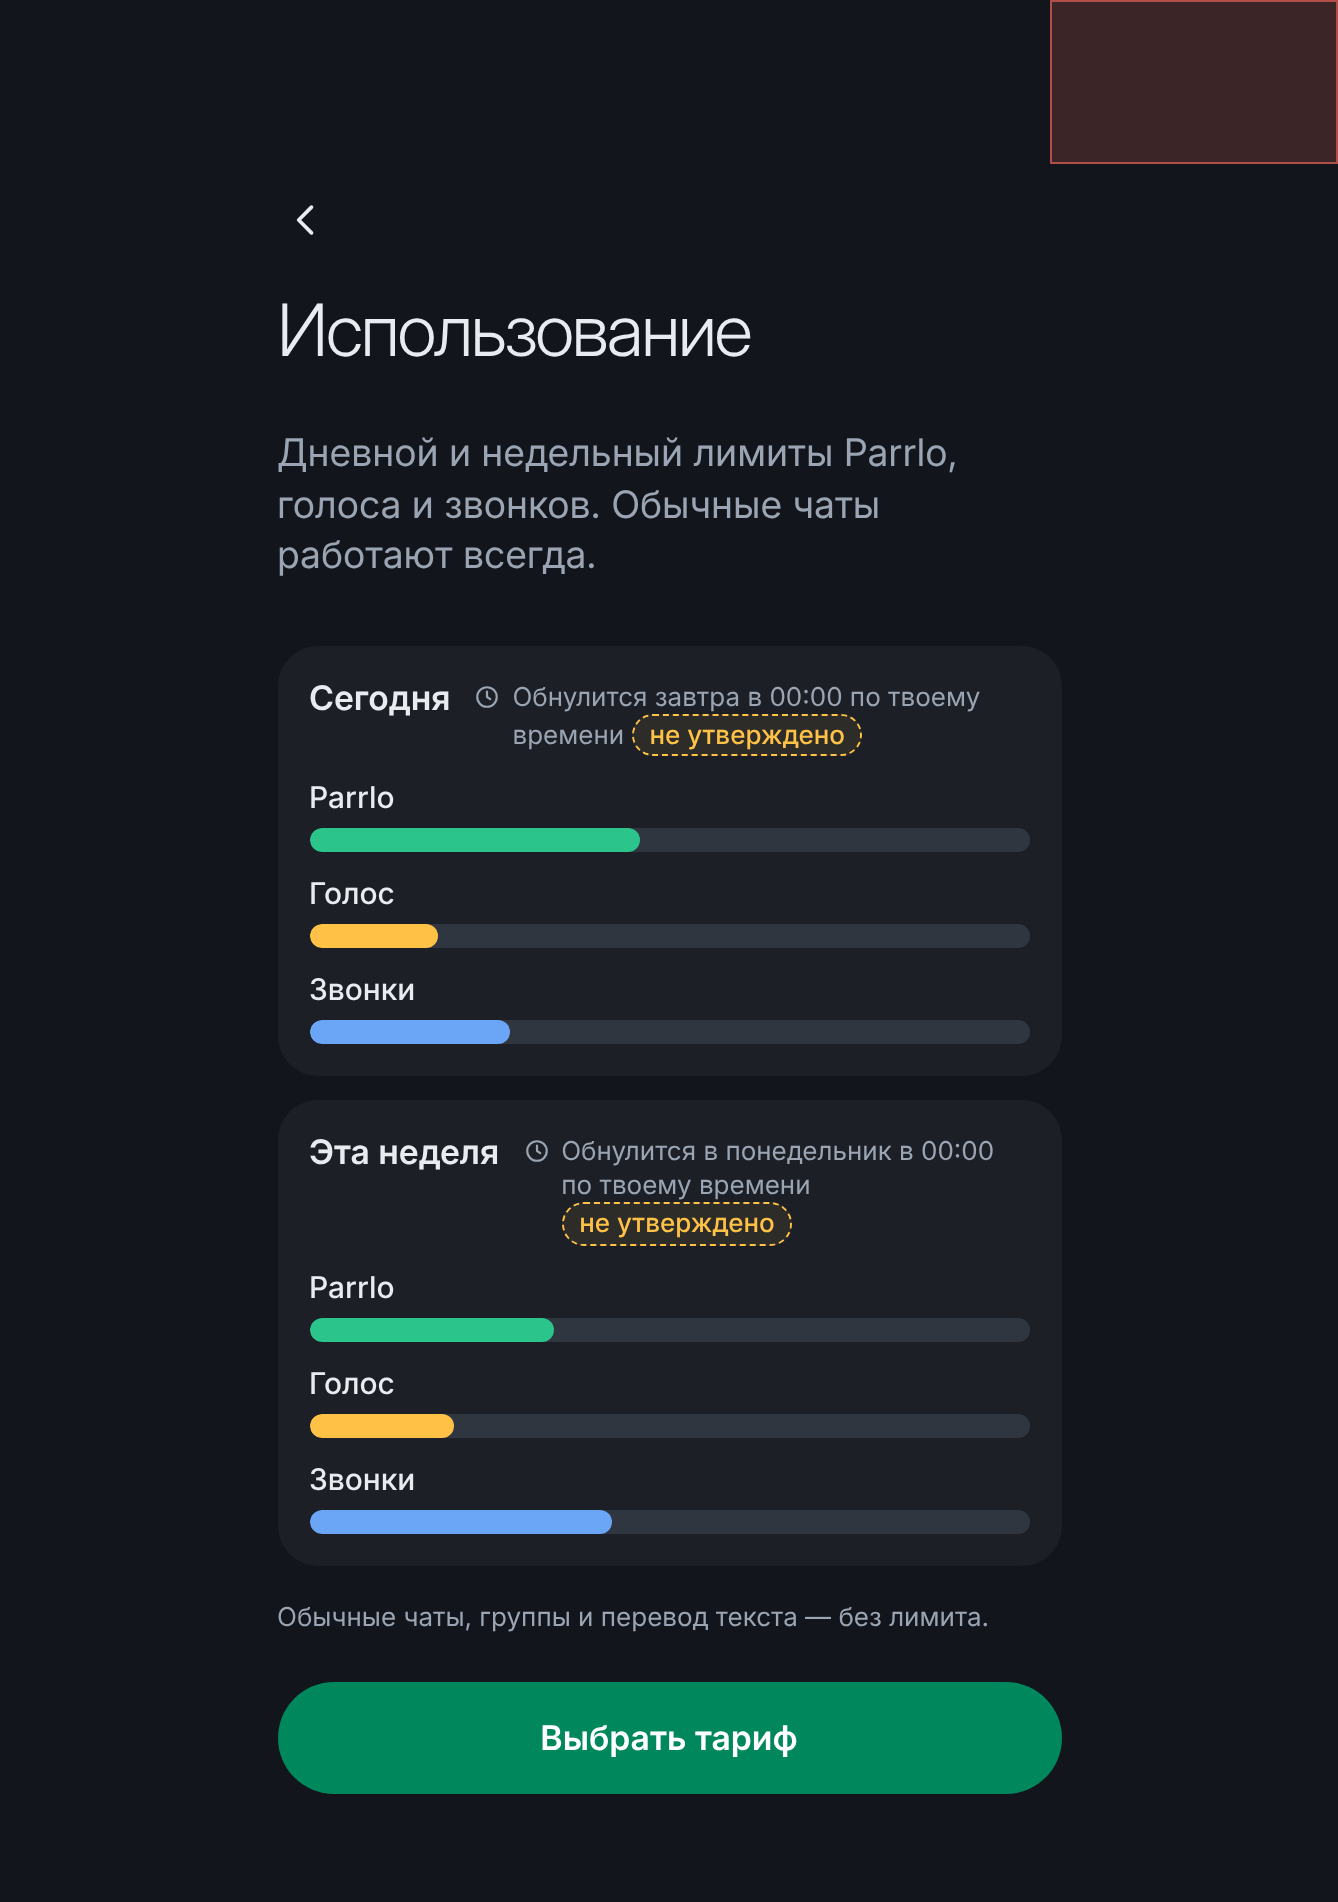 Использование
Дневной и недельный лимиты Parrlo,
голоса и звонков. Обычные чаты
работают всегда.
Сегодня Обнулится завтра в 00:00 по твоему
времени не утверждено
Parrlo
Голос
Звонки
Эта неделя Обнулится в понедельник в 00:00
по твоему времени
не утверждено
Parrlo
Голос
Звонки
Обычные чаты, группы и перевод текста — без лимита.
Выбрать тариф